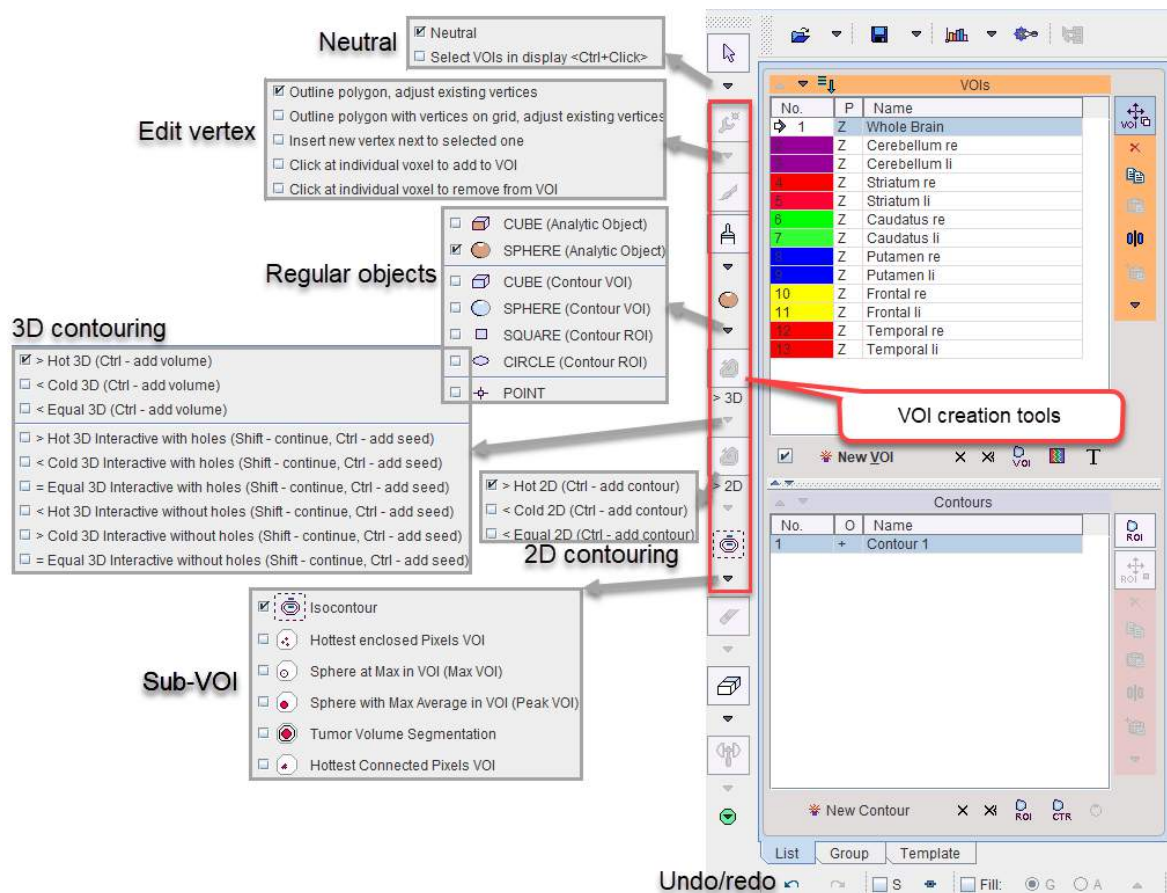 Neutral
Neutral
Select VOIs in display <Ctrl+Click>
Edit vertex
Outline polygon, adjust existing vertices
Outline polygon with vertices on grid, adjust existing vertices
Insert new vertex next to selected one
Click at individual voxel to add to VOI
Click at individual voxel to remove from VOI
Regular objects
CUBE (Analytic Object)
SPHERE (Analytic Object)
CUBE (Contour VOI)
SPHERE (Contour VOI)
SQUARE (Contour ROI)
CIRCLE (Contour ROI)
POINT
3D contouring
> Hot 3D (Ctrl - add volume)
< Cold 3D (Ctrl - add volume)
< Equal 3D (Ctrl - add volume)
> Hot 3D Interactive with holes (Shift - continue, Ctrl - add seed)
< Cold 3D Interactive with holes (Shift - continue, Ctrl - add seed)
= Equal 3D Interactive with holes (Shift - continue, Ctrl - add seed)
< Hot 3D Interactive without holes (Shift - continue, Ctrl - add seed)
> Cold 3D Interactive without holes (Shift - continue, Ctrl - add seed)
= Equal 3D Interactive without holes (Shift - continue, Ctrl - add seed)
> Hot 2D (Ctrl - add contour)
< Cold 2D (Ctrl - add contour)
< Equal 2D (Ctrl - add contour)
2D contouring
Sub-VOI
Isocontour
Hottest enclosed Pixels VOI
Sphere at Max in VOI (Max VOI)
Sphere with Max Average in VOI (Peak VOI)
Tumor Volume Segmentation
Hottest Connected Pixels VOI
> 3D
> 2D
VOIs
No. P Name
1 Z Whole Brain
2 Z Cerebellum re
3 Z Cerebellum li
4 Z Striatum re
5 Z Striatum li
6 Z Caudatus re
7 Z Caudatus li
8 Z Putamen re
9 Z Putamen li
10 Z Frontal re
11 Z Frontal li
12 Z Temporal re
13 Z Temporal li
VOI
VOI creation tools
New VOI
VOI
T
Contours
No. O Name
1 + Contour 1
ROI
ROI
New Contour
ROI
CTR
List Group Template
Undo/redo
S
Fill: G A